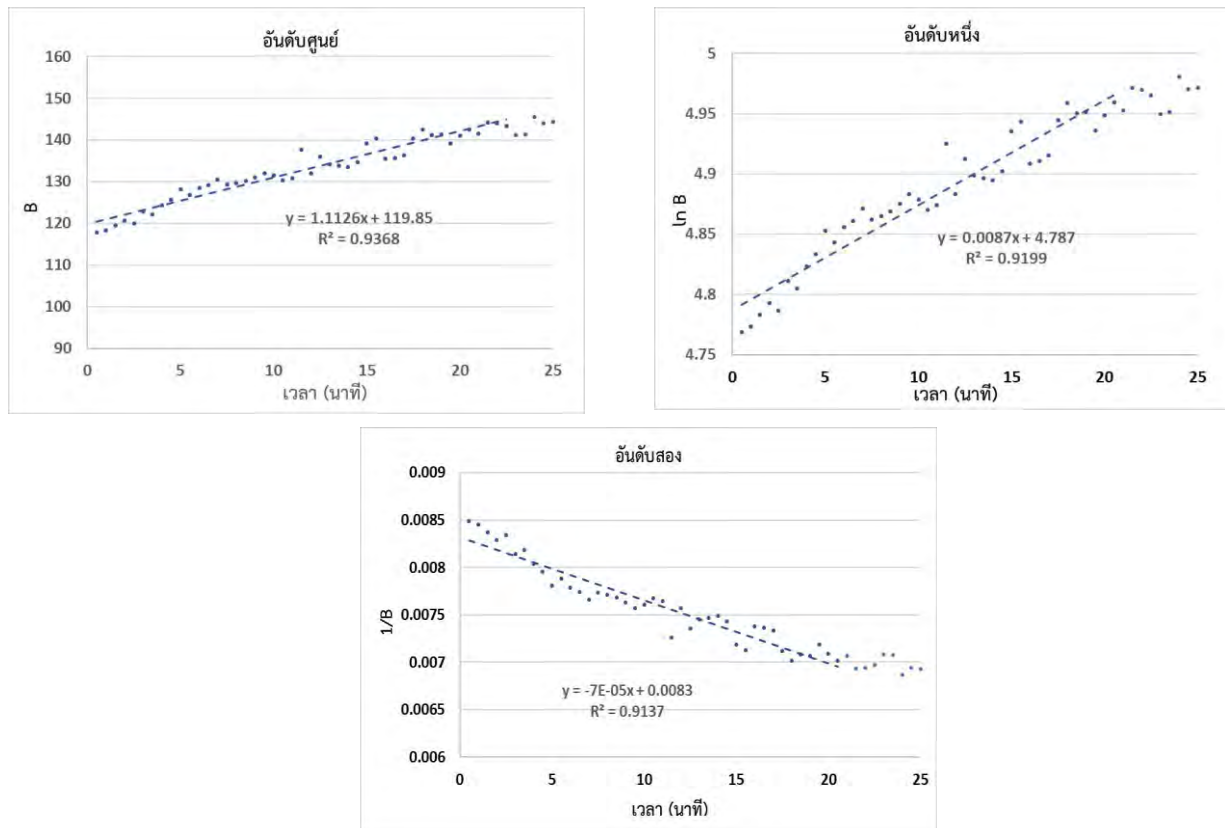 อันดับศูนย์
160
150
140
130
120
110
100
90
B
y = 1.1126x + 119.85
R² = 0.9368
0 5 10 15 20 25
เวลา (นาที)
อันดับหนึ่ง
5
4.95
4.9
4.85
4.8
4.75
ln B
y = 0.0087x + 4.787
R² = 0.9199
0 5 10 15 20 25
เวลา (นาที)
อันดับสอง
0.009
0.0085
0.008
0.0075
0.007
0.0065
0.006
1/B
y = -7E-05x + 0.0083
R² = 0.9137
0 5 10 15 20 25
เวลา (นาที)